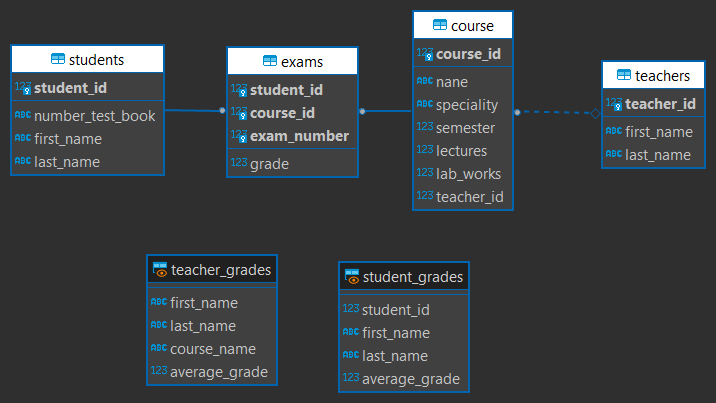 students
123 student_id
ABC number_test_book
ABC first_name
ABC last_name
exams
123 student_id
123 course_id
123 exam_number
123 grade
course
123 course_id
ABC nane
ABC speciality
123 semester
123 lectures
123 lab_works
123 teacher_id
teachers
123 teacher_id
ABC first_name
ABC last_name
teacher_grades
ABC first_name
ABC last_name
ABC course_name
123 average_grade
student_grades
123 student_id
ABC first_name
ABC last_name
123 average_grade